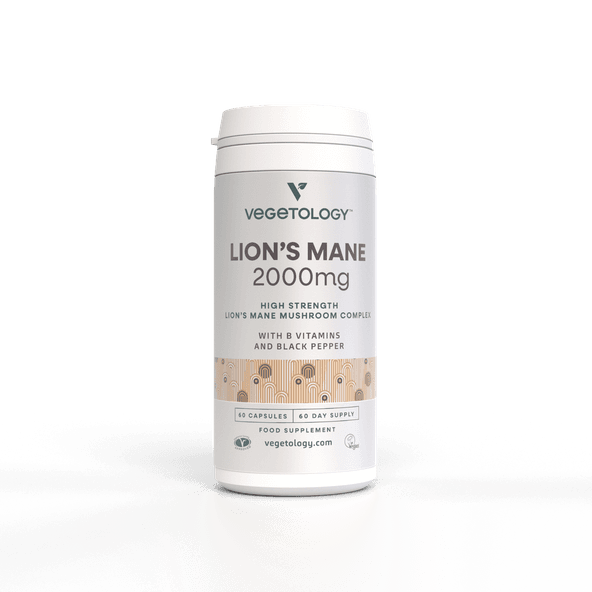 VEGETOLOGY™
LION'S MANE
2000mg
HIGH STRENGTH
LION'S MANE MUSHROOM COMPLEX
WITH B VITAMINS
AND BLACK PEPPER
60 CAPSULES 60 DAY SUPPLY
FOOD SUPPLEMENT
vegetology.com
vegan